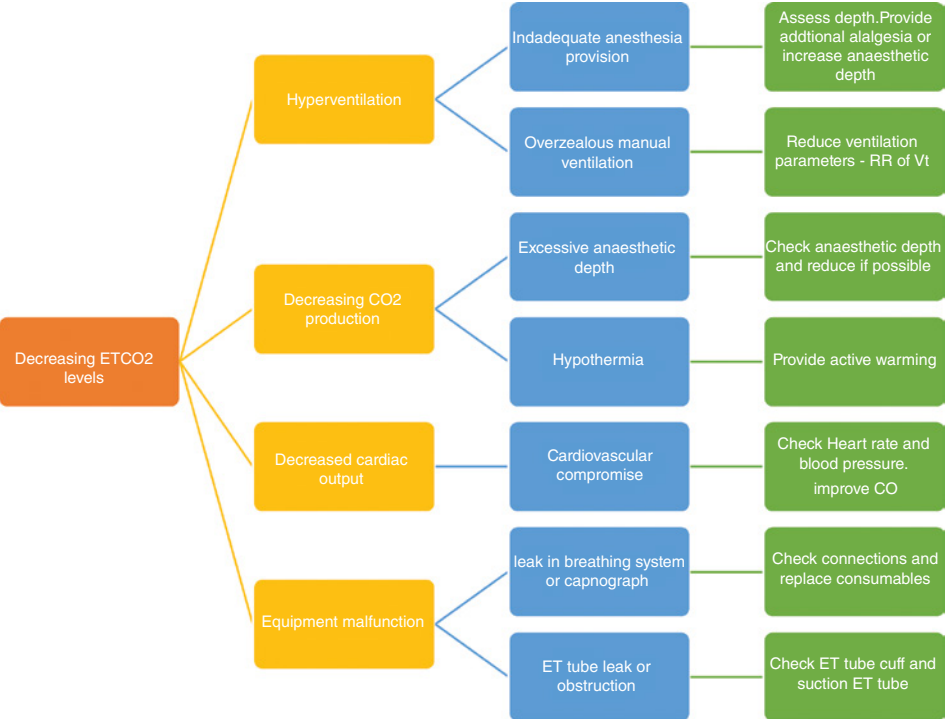 Decreasing ETCO2
levels
Hyperventilation
Indadequate anesthesia
provision
Assess depth.Provide
addtional alalgesia or
increase anaesthetic
depth
Overzealous manual
ventilation
Reduce ventilation
parameters - RR of Vt
Decreasing CO2
production
Excessive anaesthetic
depth
Check anaesthetic depth
and reduce if possible
Hypothermia
Provide active warming
Decreased cardiac
output
Cardiovascular
compromise
Check Heart rate and
blood pressure.
improve CO
Equipment malfunction
leak in breathing system
or capnograph
Check connections and
replace consumables
ET tube leak or
obstruction
Check ET tube cuff and
suction ET tube